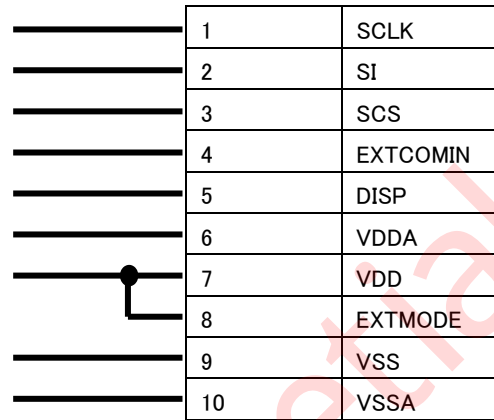 1 SCLK
2 SI
3 SCS
4 EXTCOMIN
5 DISP
6 VDDA
7 VDD
8 EXTMODE
9 VSS
10 VSSA